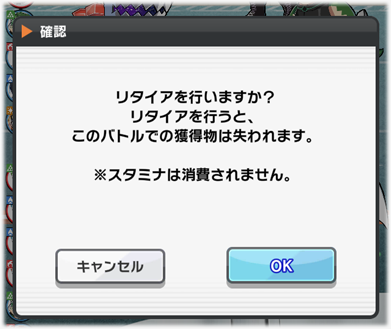 確認
リタイアを行いますか？
リタイアを行うと、
このバトルでの獲得物は失われます。
※スタミナは消費されません。
キャンセル
OK